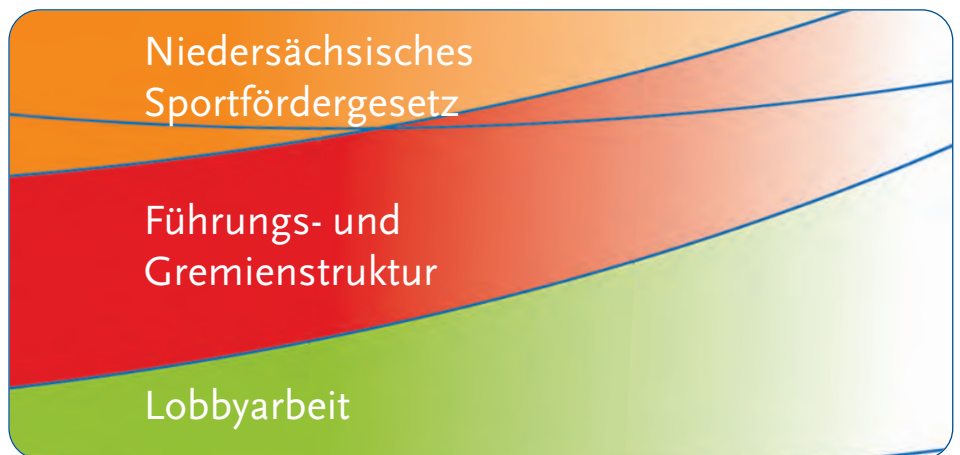 Niedersächsisches
Sportfördergesetz
Führungs- und
Gremienstruktur
Lobbyarbeit